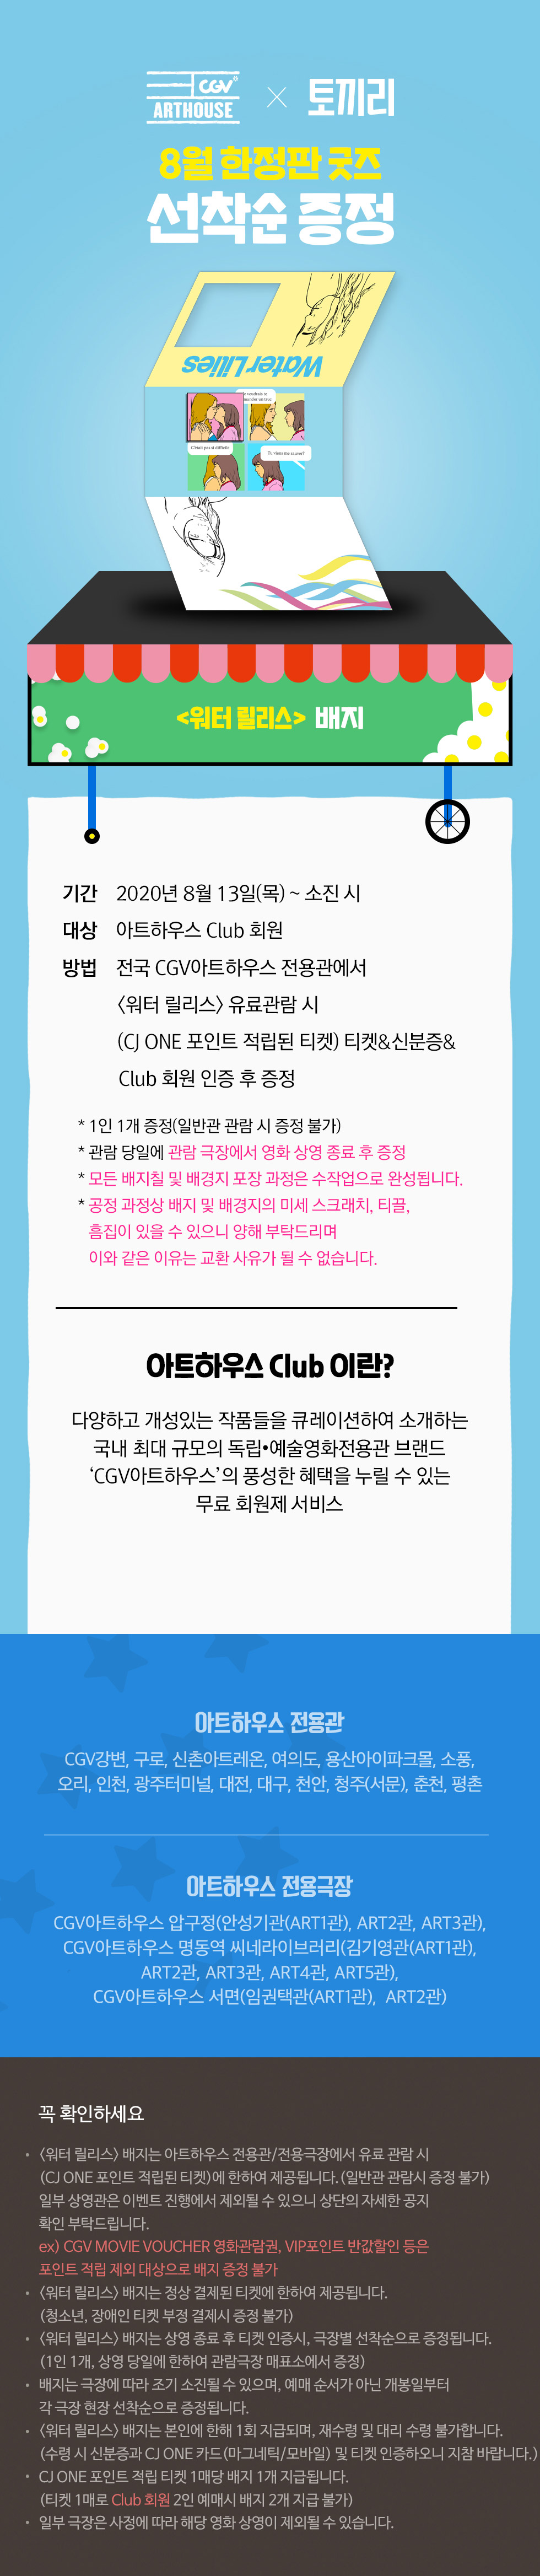 CGV
ARTHOUSE
× 토끼리
8월 한정판 굿즈
선착순 증정
Water Lilies
C'était pas si difficile
Tu viens me sauver?
<워터 릴리스> 배지
기간 2020년 8월 13일(목) ~ 소진 시
대상 아트하우스 Club 회원
방법 전국 CGV아트하우스 전용관에서
<워터 릴리스> 유료관람 시
(CJ ONE 포인트 적립된 티켓) 티켓&신분증&
Club 회원 인증 후 증정
* 1인 1개 증정(일반관 관람 시 증정 불가)
* 관람 당일에 관람 극장에서 영화 상영 종료 후 증정
* 모든 배지칠 및 배경지 포장 과정은 수작업으로 완성됩니다.
* 공정 과정상 배지 및 배경지의 미세 스크래치, 티끌,
흠집이 있을 수 있으니 양해 부탁드리며
이와 같은 이유는 교환 사유가 될 수 없습니다.
아트하우스 Club 이란?
다양하고 개성있는 작품들을 큐레이션하여 소개하는
국내 최대 규모의 독립•예술영화전용관 브랜드
‘CGV아트하우스’의 풍성한 혜택을 누릴 수 있는
무료 회원제 서비스
아트하우스 전용관
CGV강변, 구로, 신촌아트레온, 여의도, 용산아이파크몰, 소풍,
오리, 인천, 광주터미널, 대전, 대구, 천안, 청주(서문), 춘천, 평촌
아트하우스 전용극장
CGV아트하우스 압구정(안성기관(ART1관), ART2관, ART3관),
CGV아트하우스 명동역 씨네라이브러리(김기영관(ART1관),
ART2관, ART3관, ART4관, ART5관),
CGV아트하우스 서면(임권택관(ART1관), ART2관)
꼭 확인하세요
• <워터 릴리스> 배지는 아트하우스 전용관/전용극장에서 유료 관람 시
(CJ ONE 포인트 적립된 티켓)에 한하여 제공됩니다.(일반관 관람시 증정 불가)
일부 상영관은 이벤트 진행에서 제외될 수 있으니 상단의 자세한 공지
확인 부탁드립니다.
ex) CGV MOVIE VOUCHER 영화관람권, VIP포인트 반값할인 등은
포인트 적립 제외 대상으로 배지 증정 불가
• <워터 릴리스> 배지는 정상 결제된 티켓에 한하여 제공됩니다.
(청소년, 장애인 티켓 부정 결제시 증정 불가)
• <워터 릴리스> 배지는 상영 종료 후 티켓 인증시, 극장별 선착순으로 증정됩니다.
(1인 1개, 상영 당일에 한하여 관람극장 매표소에서 증정)
• 배지는 극장에 따라 조기 소진될 수 있으며, 예매 순서가 아닌 개봉일부터
각 극장 현장 선착순으로 증정됩니다.
• <워터 릴리스> 배지는 본인에 한해 1회 지급되며, 재수령 및 대리 수령 불가합니다.
(수령 시 신분증과 CJ ONE 카드(마그네틱/모바일) 및 티켓 인증하오니 지참 바랍니다.)
• CJ ONE 포인트 적립 티켓 1매당 배지 1개 지급됩니다.
(티켓 1매로 Club 회원 2인 예매시 배지 2개 지급 불가)
• 일부 극장은 사정에 따라 해당 영화 상영이 제외될 수 있습니다.